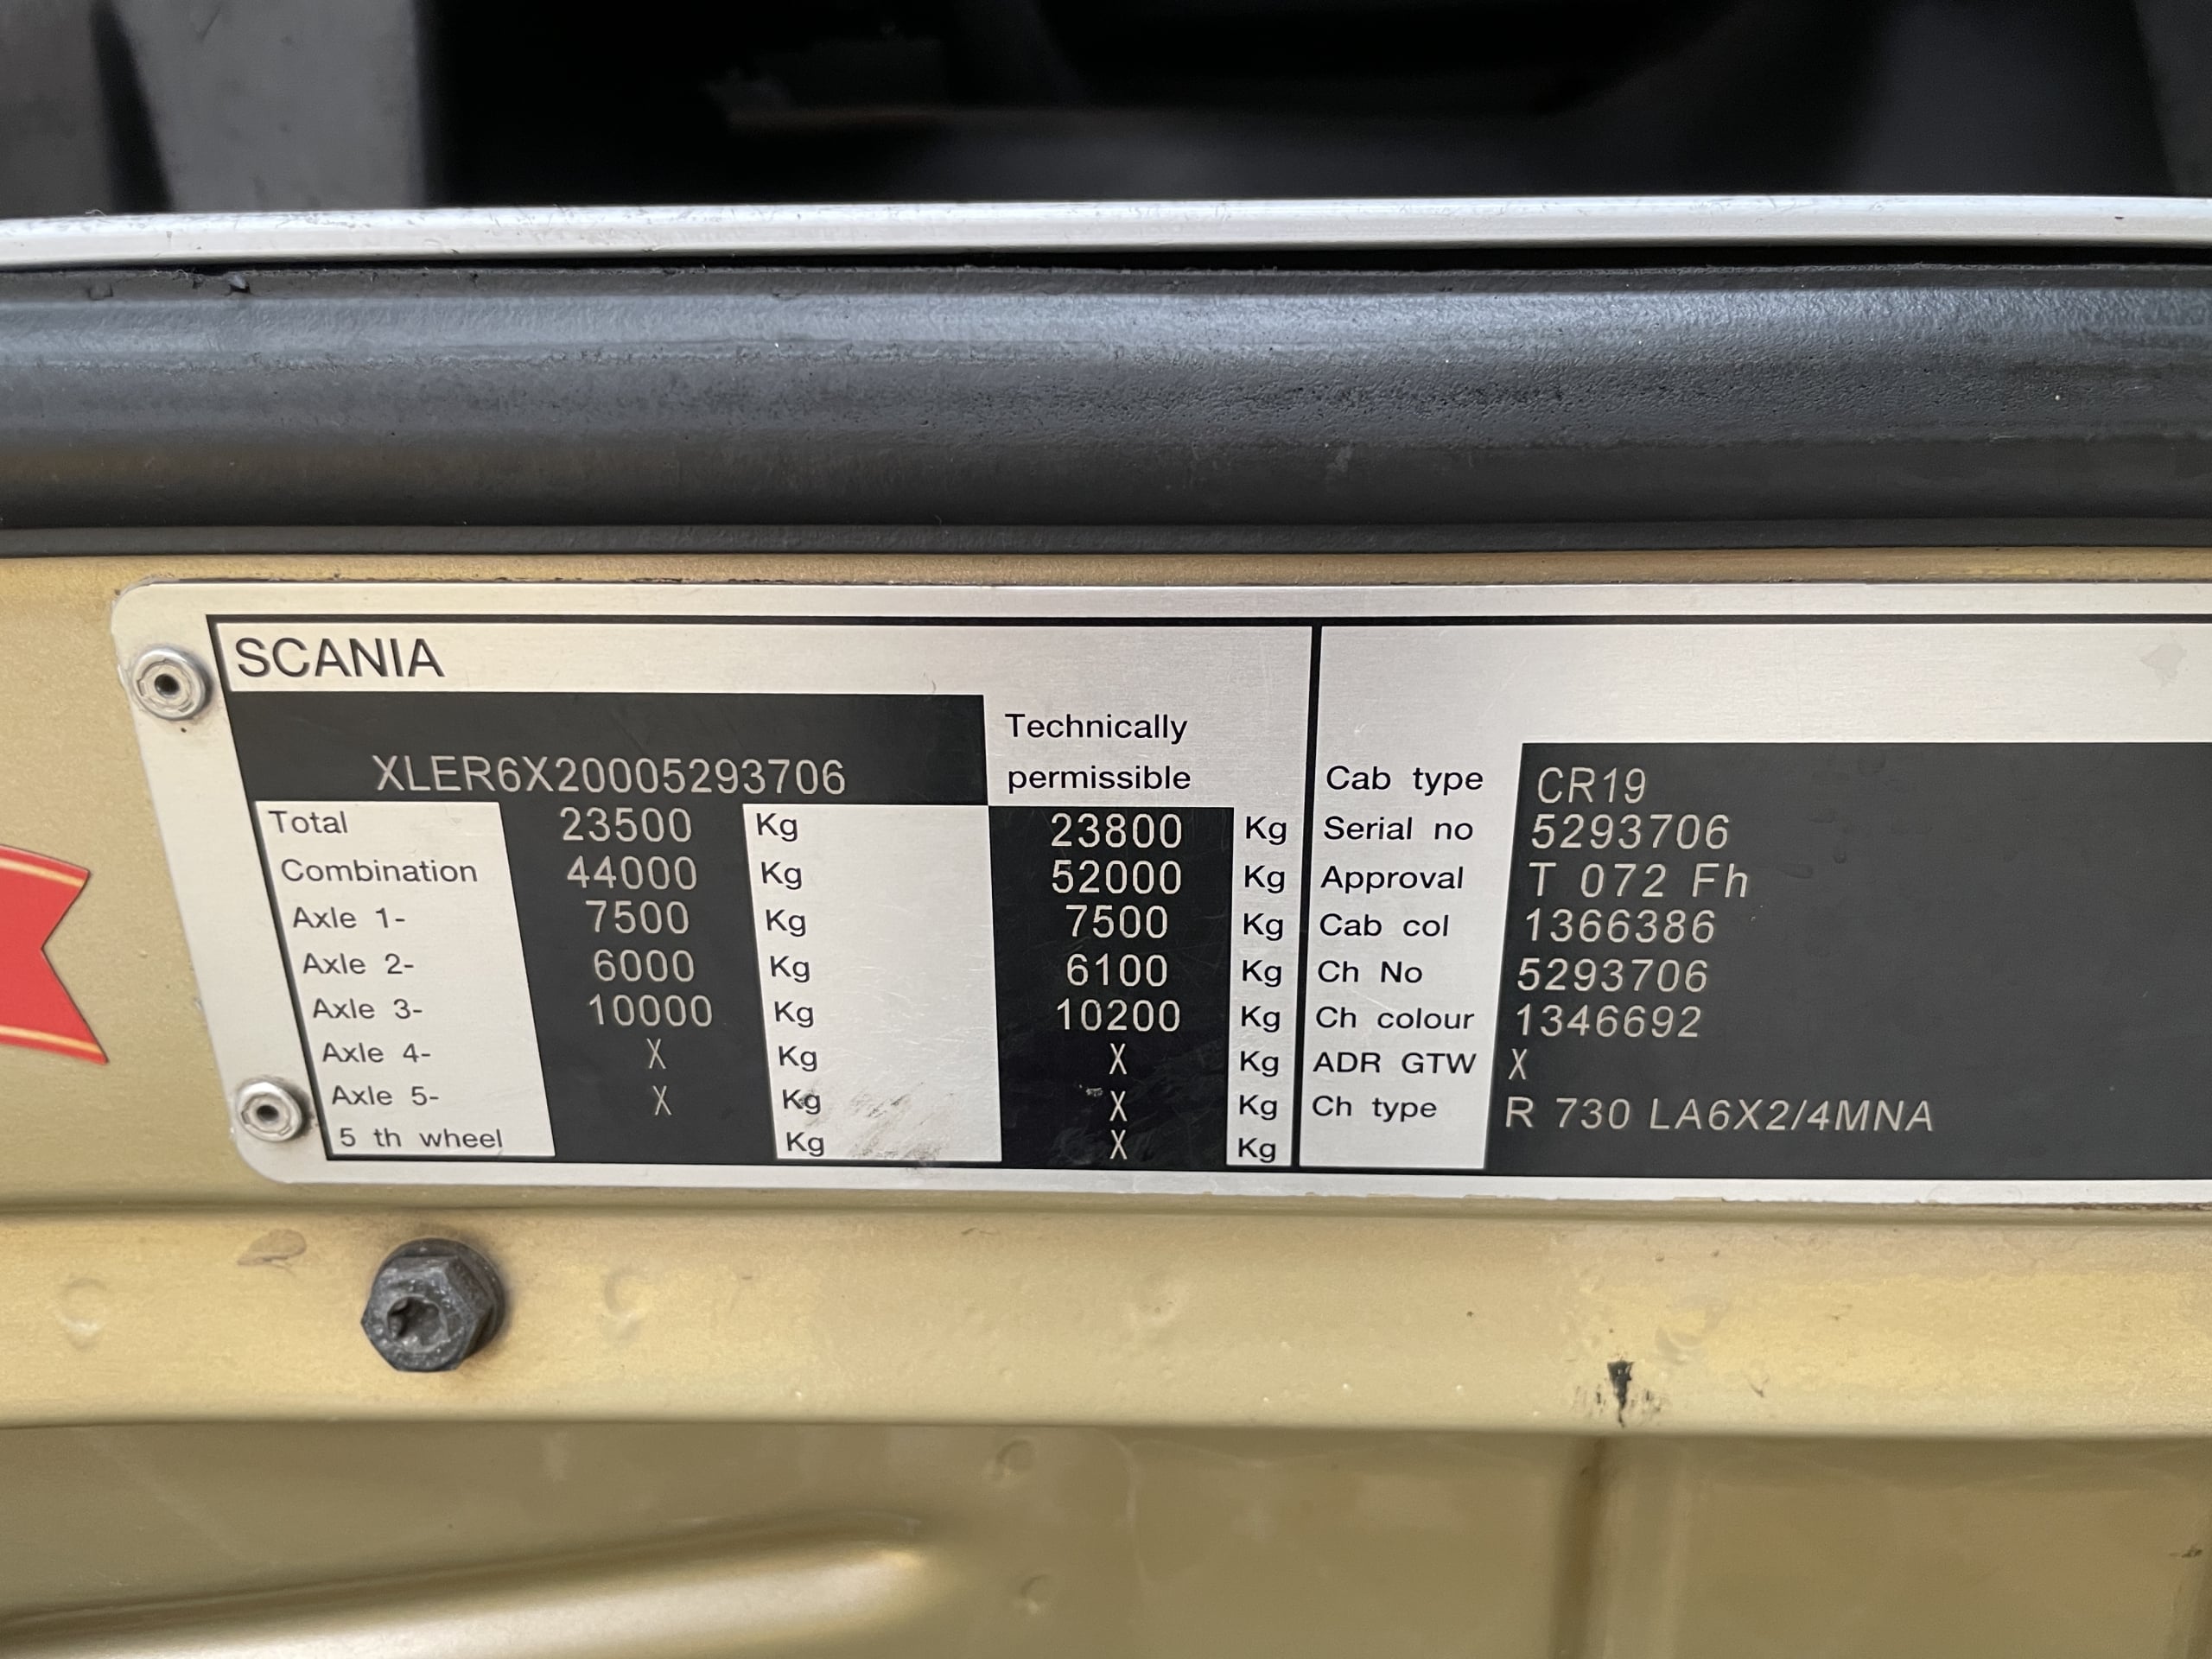 SCANIA
Technically
permissible
XLER6X20005293706
Total 23500 Kg 23800 Kg
Combination 44000 Kg 52000 Kg
Axle 1- 7500 Kg 7500 Kg
Axle 2- 6000 Kg 6100 Kg
Axle 3- 10000 Kg 10200 Kg
Axle 4- X Kg X Kg
Axle 5- X Kg X Kg
5 th wheel Kg X Kg
Cab type CR19
Serial no 5293706
Approval T 072 Fh
Cab col 1366386
Ch No 5293706
Ch colour 1346692
ADR GTW X
Ch type R 730 LA6X2/4MNA